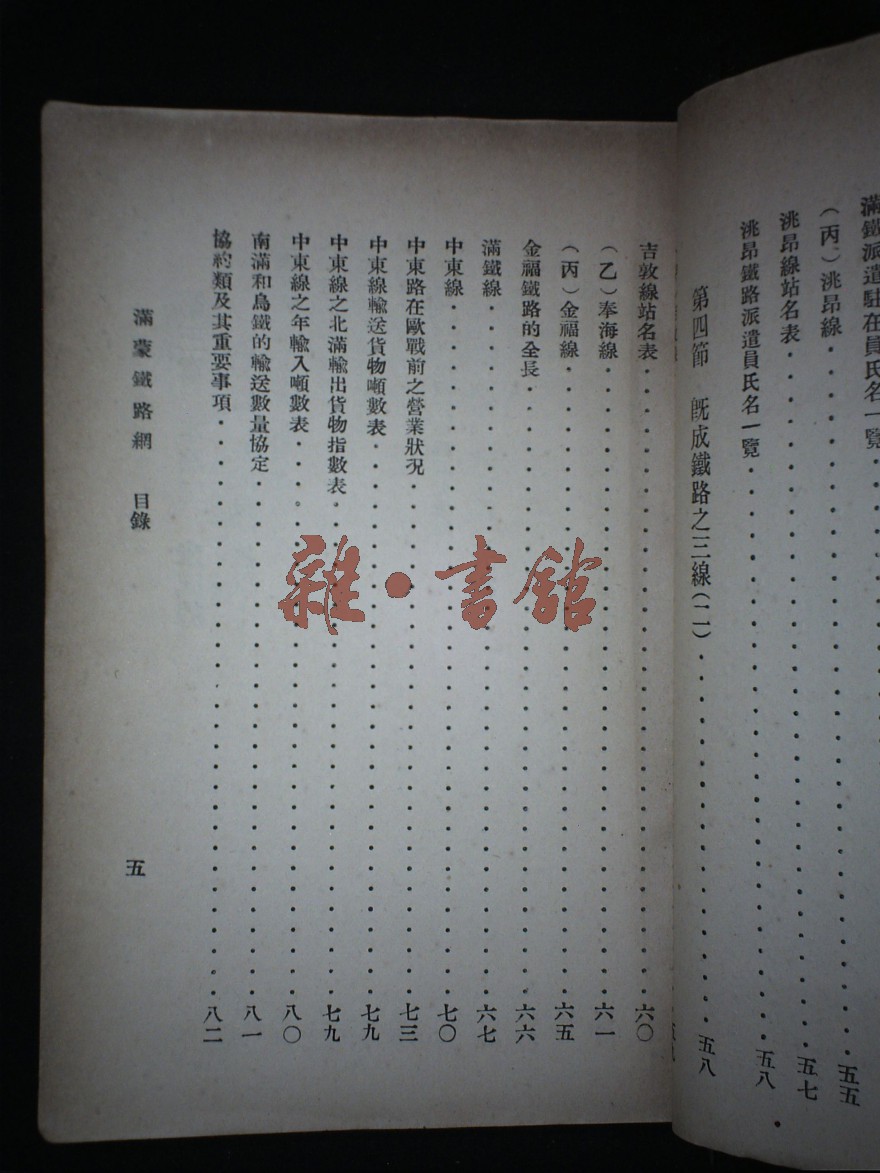 滿鐵派遣駐在員氏名一覽・・・・・・・・・・・・五五
（丙）洮昂線・・・・・・・・・・・・五五
洮昂線站名表・・・・・・・・・・・・五七
洮昂鐵路派遣員氏名一覽・・・・・・・・・・・・五八
第四節　旣成鐵路之三線（二）・・・・・・・・・・・・五八
吉敦線站名表・・・・・・・・・・・・六〇
（乙）奉海線・・・・・・・・・・・・六一
（丙）金福線・・・・・・・・・・・・六五
金福鐵路的全長・・・・・・・・・・・・六六
滿鐵線・・・・・・・・・・・・六七
中東線・・・・・・・・・・・・七〇
中東路在歐戰前之營業狀況・・・・・・・・・・・・七三
中東線輸送貨物噸數表・・・・・・・・・・・・七九
中東線之北滿輸出貨物指數表・・・・・・・・・・・・七九
中東線之年輸入噸數表・・・・・・・・・・・・八〇
南滿和烏鐵的輸送數量協定・・・・・・・・・・・・八一
協約類及其重要事項・・・・・・・・・・・・八二
滿蒙鐵路網　目錄　五
雜・書館